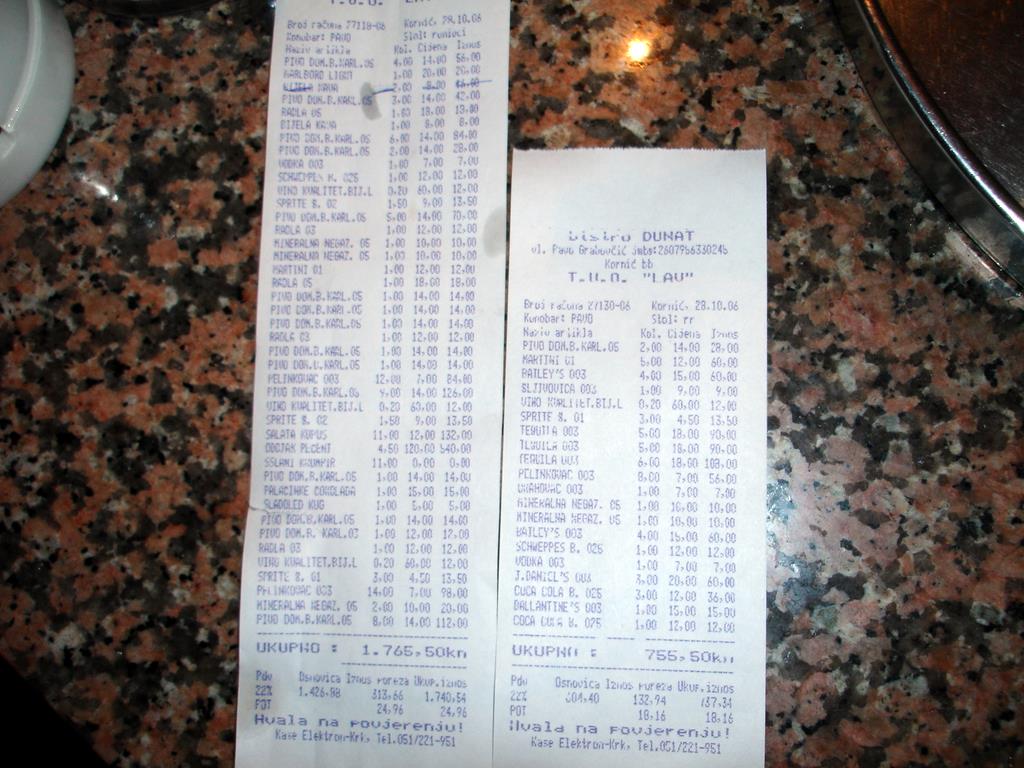 Broj računa 27118-06 Kornić, 28.10.06
Konobar: PAVO Stol:
Naziv artikla Kol. Cijena Iznos
PIVO DOM.B.KARL.05 4,00 14,00 56,00
MARLBORO LIGHT 1,00 20,00 20,00
BIJELA KAVA 2,00 8,00 16,00
PIVO DOM.B.KARL.05 3,00 14,00 42,00
RADLA 05 1,00 18,00 18,00
BIJELA KAVA 1,00 8,00 8,00
PIVO DOM.B.KARL.05 6,00 14,00 84,00
PIVO DOM.B.KARL.05 2,00 14,00 28,00
VODKA 003 1,00 7,00 7,00
SCHWEPPES N. 025 1,00 12,00 12,00
VINO KVALITET.BIJ.L 0,20 60,00 12,00
SPRITE B. 02 1,50 9,00 13,50
PIVO DOM.B.KARL.05 5,00 14,00 70,00
RADLA 03 1,00 12,00 12,00
MINERALNA NEGAZ. 05 1,00 10,00 10,00
MINERALNA NEGAZ. 05 1,00 10,00 10,00
MARTINI 01 1,00 12,00 12,00
RADLA 05 1,00 18,00 18,00
PIVO DOM.B.KARL.05 1,00 14,00 14,00
PIVO DOM.B.KARL.05 1,00 14,00 14,00
PIVO DOM.B.KARL.05 1,00 14,00 14,00
RADLA 03 1,00 12,00 12,00
PIVO DOM.B.KARL.05 1,00 14,00 14,00
PIVO DOM.B.KARL.05 1,00 14,00 14,00
PELINKOVAC 003 12,00 7,00 84,00
PIVO DOM.B.KARL.05 9,00 14,00 126,00
VINO KVALITET.BIJ.L 0,20 60,00 12,00
SPRITE B. 02 1,50 9,00 13,50
SALATA KUPUS 11,00 12,00 132,00
ODOJAK PEČENI 4,50 120,00 540,00
SSLANI KRUMPIR 11,00 0,00 0,00
PIVO DOM.B.KARL.05 1,00 14,00 14,00
PALACINKE COKOLADA 1,00 15,00 15,00
SLADOLED KUG 1,00 5,00 5,00
PIVO DOM.B.KARL.05 1,00 14,00 14,00
PIVO DOM.B. KARL.03 1,00 12,00 12,00
RADLA 03 1,00 12,00 12,00
VINO KVALITET.BIJ.L 0,20 60,00 12,00
SPRITE B. 01 3,00 4,50 13,50
PELINKOVAC 003 14,00 7,00 98,00
MINERALNA NEGAZ. 05 2,00 10,00 20,00
PIVO DOM.B.KARL.05 8,00 14,00 112,00
UKUPNO : 1.765,50kn
Pdv Osnovica Iznos poreza Ukup.iznos
22% 1.426,88 313,66 1.740,54
POT 24,96 24,96
Hvala na povjerenju!
Kase Elektron-Krk, Tel.051/221-951
bistro DUNAT
vl. Pavo Grabovčić Jmbg:2607956330245
Kornić bb
T.U.O. "LAV"
Broj računa 27130-06 Kornić, 28.10.06
Konobar: PAVO Stol: rr
Naziv artikla Kol. Cijena Iznos
PIVO DOM.B.KARL.05 2,00 14,00 28,00
MARTINI 01 5,00 12,00 60,00
BAILEY'S 003 4,00 15,00 60,00
SLJIVOVICA 003 1,00 9,00 9,00
VINO KVALITET.BIJ.L 0,20 60,00 12,00
SPRITE B. 01 3,00 4,50 13,50
TEQUILA 003 5,00 18,00 90,00
TEQUILA 003 5,00 18,00 90,00
TEQUILA 003 6,00 18,00 108,00
PELINKOVAC 003 8,00 7,00 56,00
ORAHOVAC 003 1,00 7,00 7,00
MINERALNA NEGAZ. 05 1,00 10,00 10,00
MINERALNA NEGAZ. 05 1,00 10,00 10,00
BAILEY'S 003 4,00 15,00 60,00
SCHWEPPES B. 025 1,00 12,00 12,00
VODKA 003 1,00 7,00 7,00
J.DANIEL'S 003 3,00 20,00 60,00
COCA COLA B. 025 3,00 12,00 36,00
BALLANTINE'S 003 1,00 15,00 15,00
COCA COLA B. 025 1,00 12,00 12,00
UKUPNO : 755,50kn
Pdv Osnovica Iznos poreza Ukup.iznos
22% 604,40 132,94 737,34
POT 18,16 18,16
Hvala na povjerenju!
Kase Elektron-Krk, Tel.051/221-951